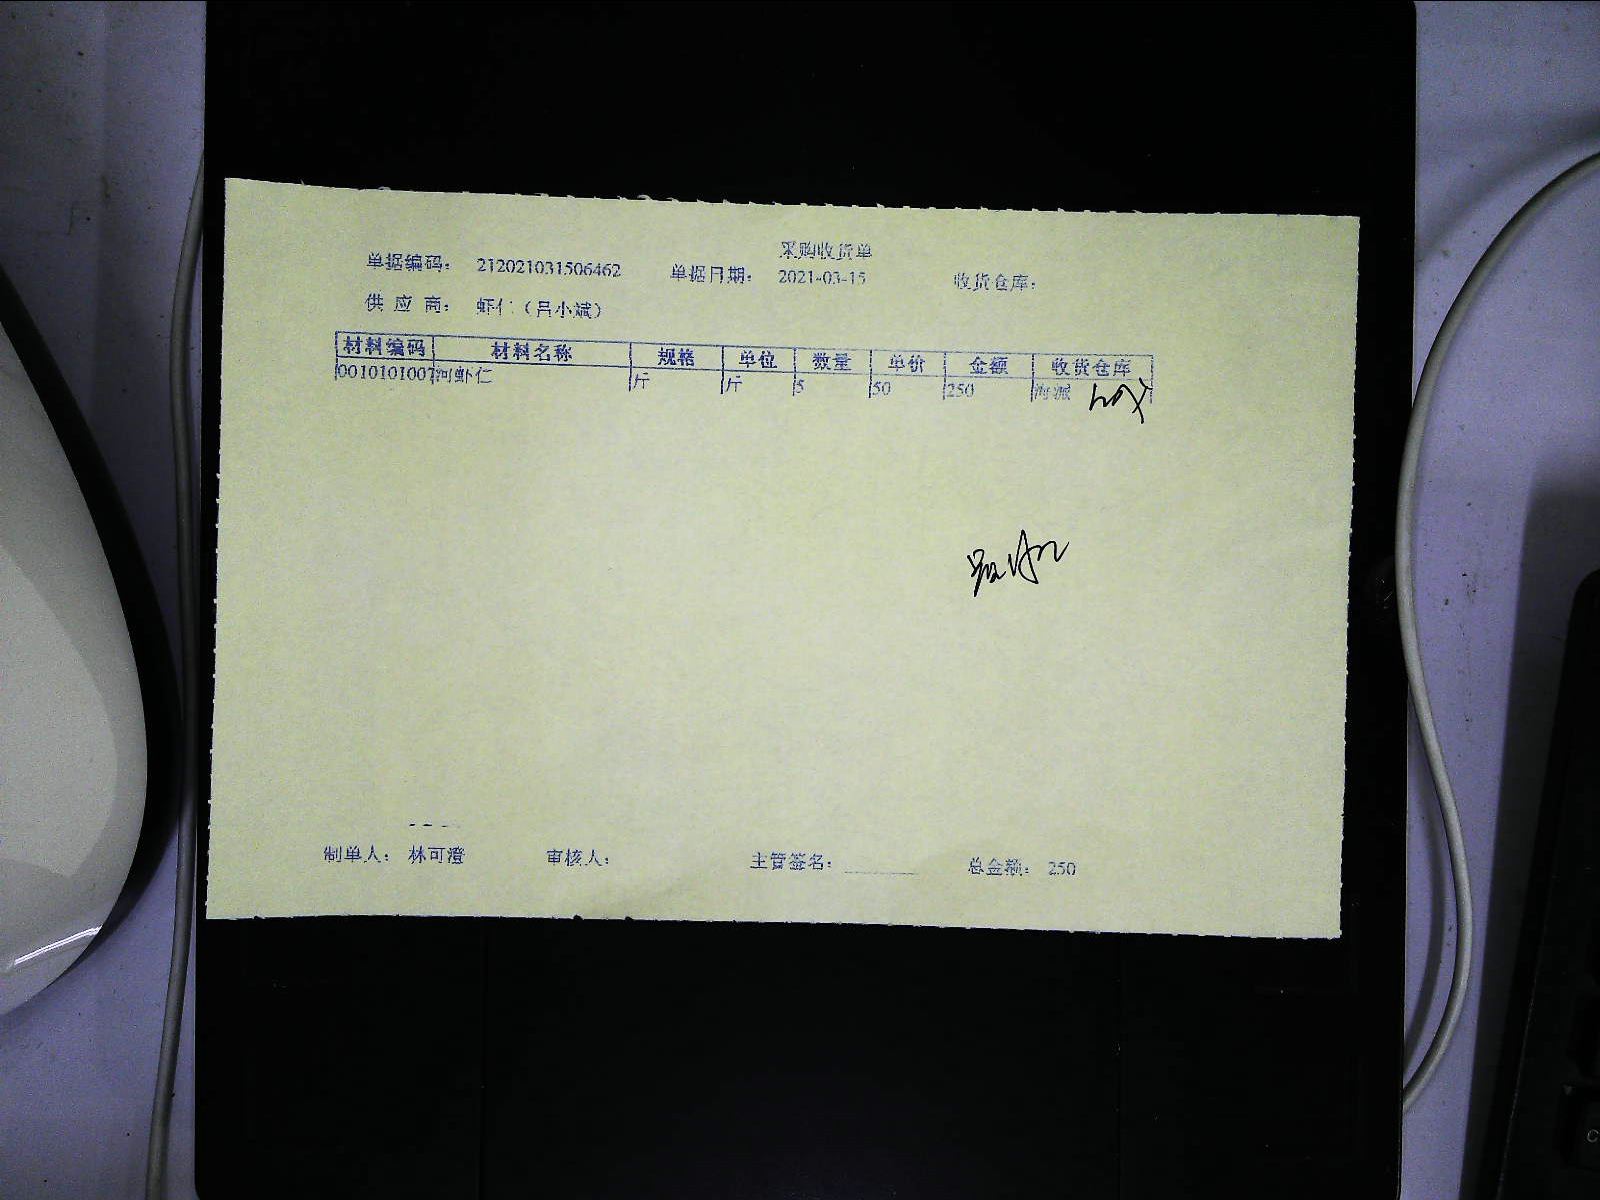 采购收货单
单据编码： 212021031506462 单据日期： 2021-03-15 收货仓库：
供 应 商： 虾仁（吕小斌）
材料编码 材料名称 规格 单位 数量 单价 金额 收货仓库
0010101007 河虾仁 斤 斤 5 50 250 海派
制单人： 林可澄 审核人： 主管签名： 总金额： 250